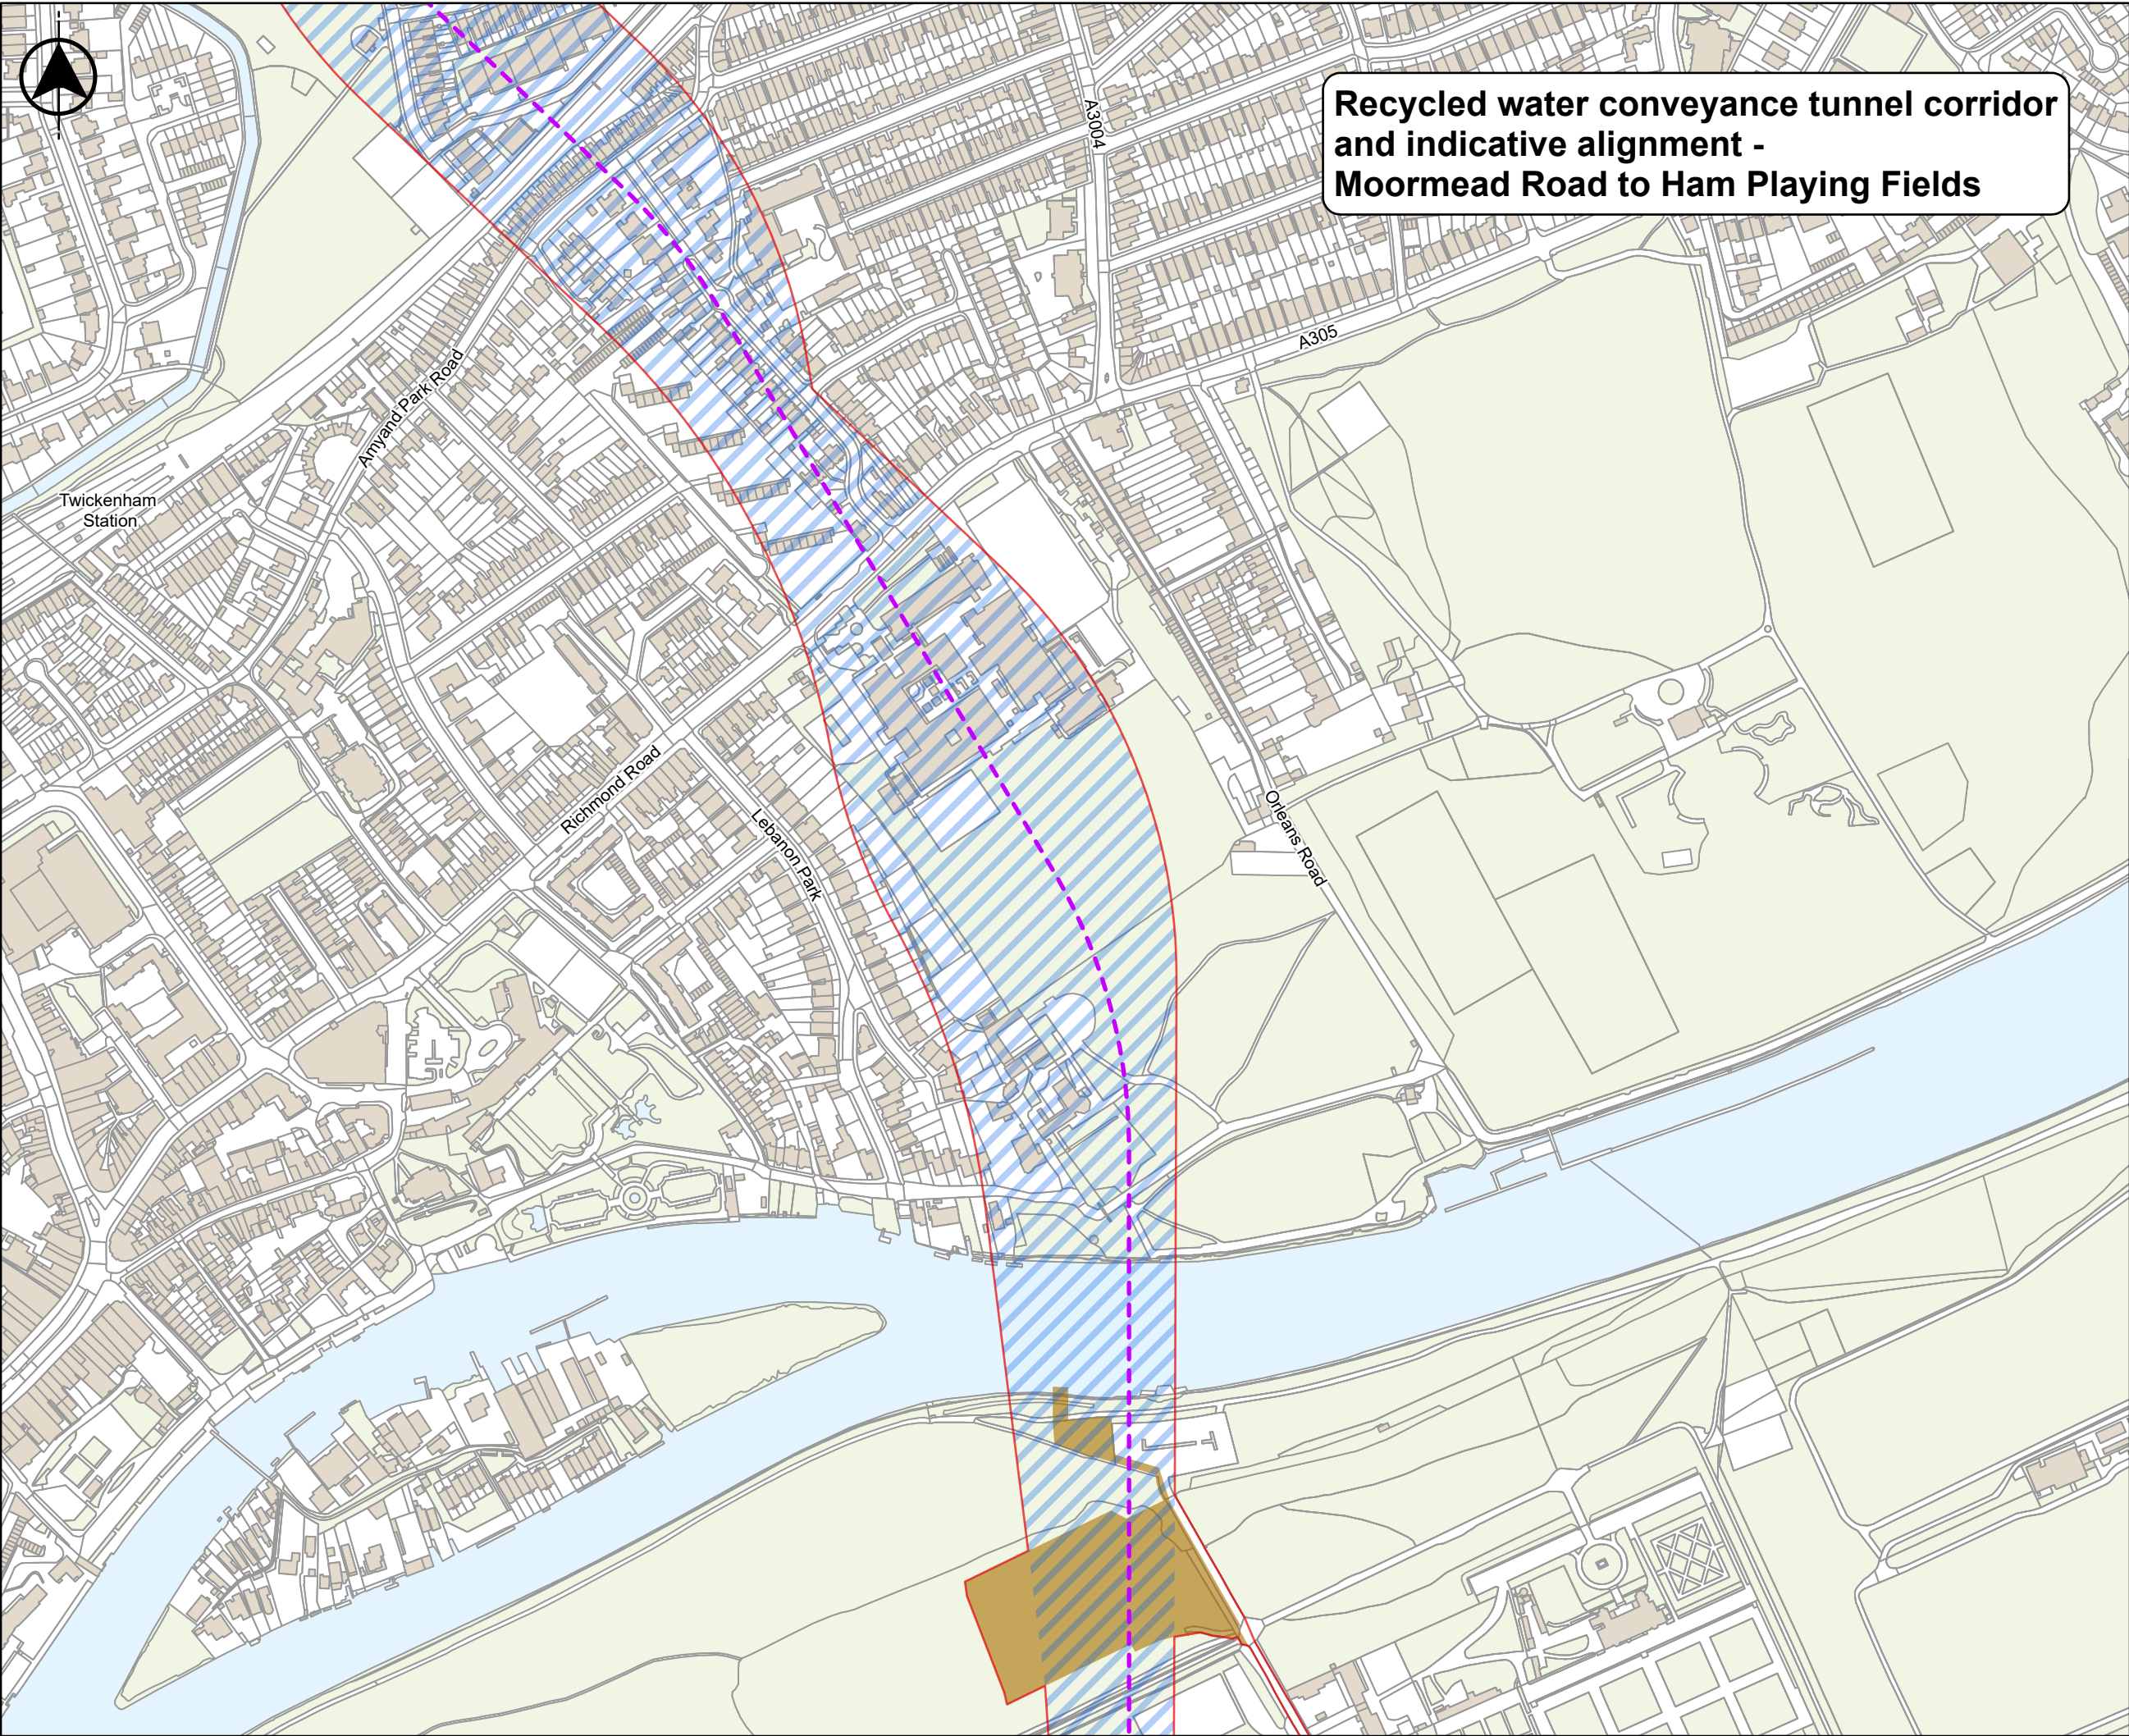 Recycled water conveyance tunnel corridor
and indicative alignment -
Moormead Road to Ham Playing Fields
A3004
A305
Amyand Park Road
Twickenham
Station
Richmond Road
Lebanon Park
Orleans Road